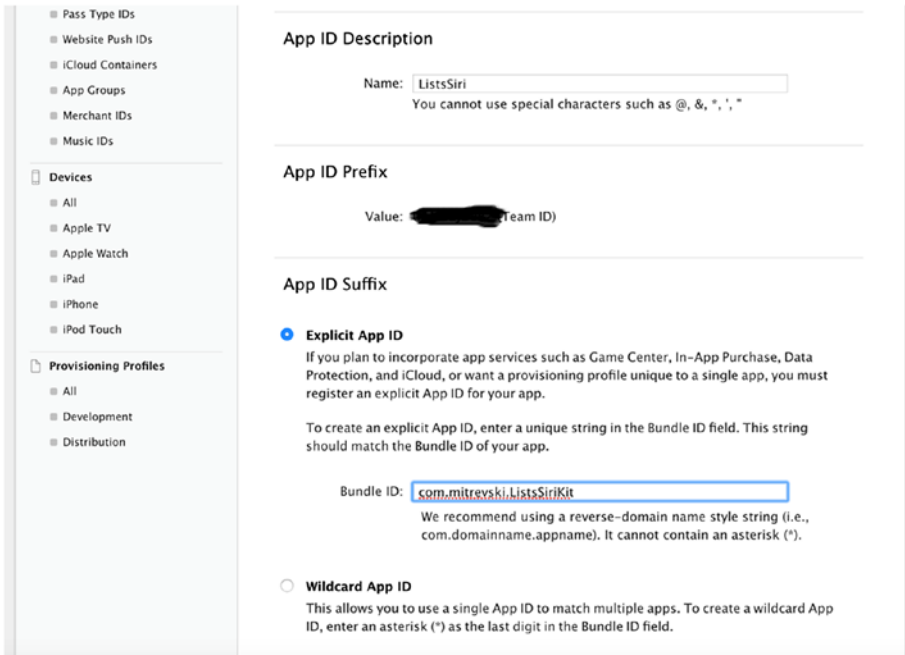 Pass Type IDs
Website Push IDs
iCloud Containers
App Groups
Merchant IDs
Music IDs
Devices
All
Apple TV
Apple Watch
iPad
iPhone
iPod Touch
Provisioning Profiles
All
Development
Distribution
App ID Description
Name: ListsSiri
You cannot use special characters such as @, &, *, ', "
App ID Prefix
Value: Team ID)
App ID Suffix
Explicit App ID
If you plan to incorporate app services such as Game Center, In-App Purchase, Data
Protection, and iCloud, or want a provisioning profile unique to a single app, you must
register an explicit App ID for your app.
To create an explicit App ID, enter a unique string in the Bundle ID field. This string
should match the Bundle ID of your app.
Bundle ID: com.mitrevski.ListsSiriKit
We recommend using a reverse-domain name style string (i.e.,
com.domainname.appname). It cannot contain an asterisk (*).
Wildcard App ID
This allows you to use a single App ID to match multiple apps. To create a wildcard App
ID, enter an asterisk (*) as the last digit in the Bundle ID field.